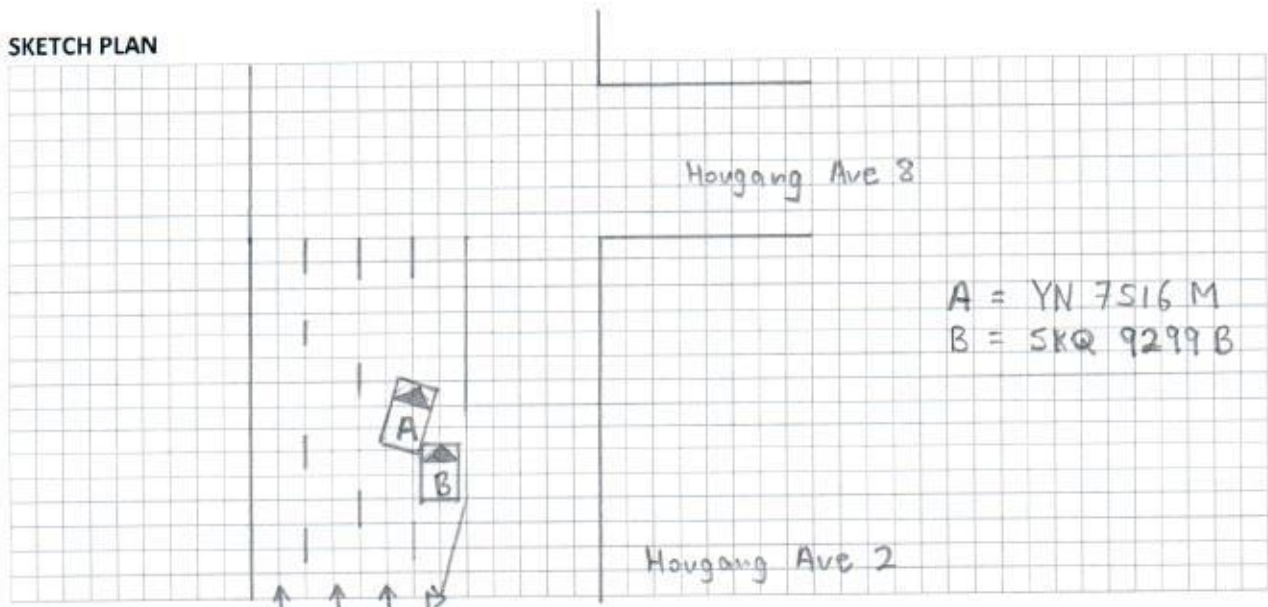 SKETCH PLAN
Hougang Ave 8
A = YN 7516 M
B = SKQ 9299 B
A
B
Hougang Ave 2